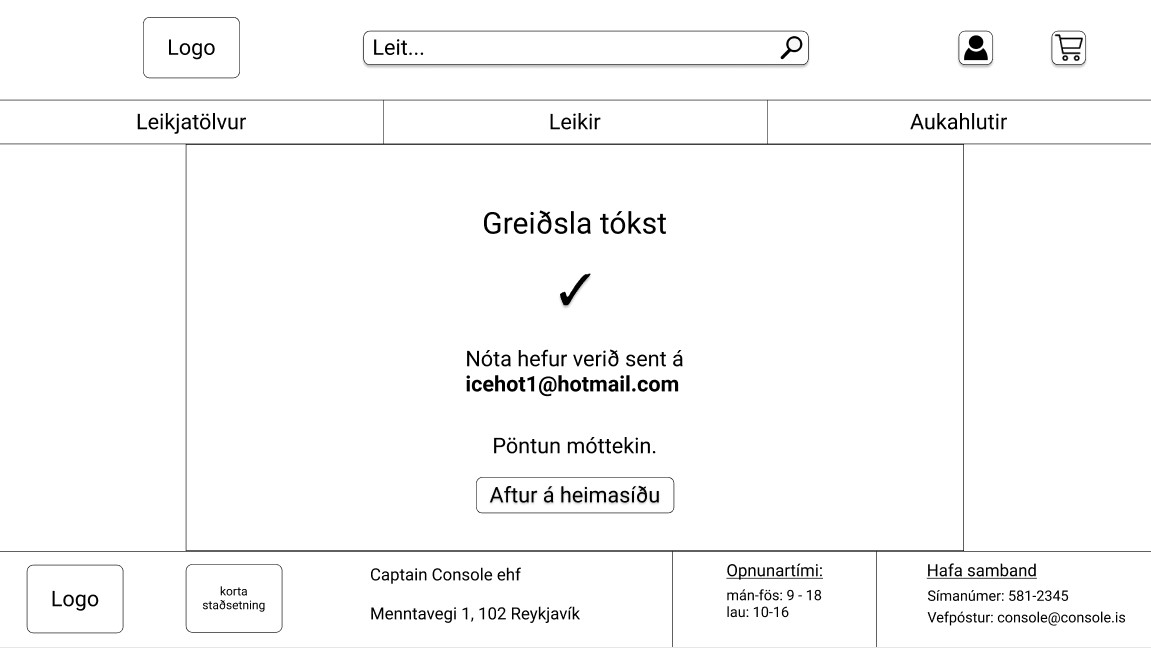 Logo
Leit...
Leikjatölvur
Leikir
Aukahlutir
Greiðsla tókst
✓
Nóta hefur verið sent á
icehot1@hotmail.com
Pöntun móttekin.
Aftur á heimasíðu
Logo
korta
staðsetning
Captain Console ehf
Menntavegi 1, 102 Reykjavík
Opnunartími:
mán-fös: 9 - 18
lau: 10-16
Hafa samband
Símanúmer: 581-2345
Vefpóstur: console@console.is